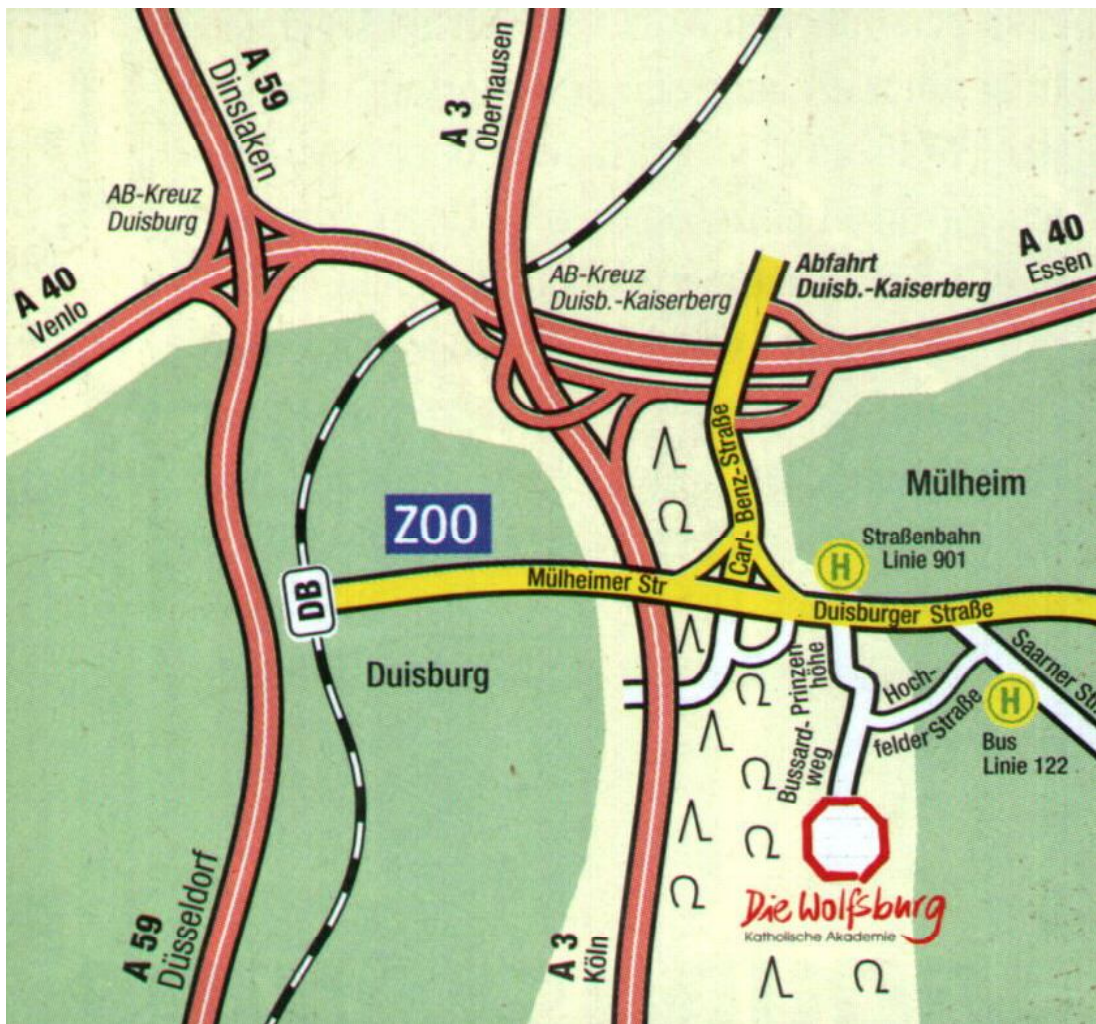 A 59
Dinslaken
A 3
Oberhausen
AB-Kreuz
Duisburg
A 40
Venlo
AB-Kreuz
Duisb.-Kaiserberg
Abfahrt
Duisb.-Kaiserberg
A 40
Essen
Carl-Benz-Straße
Mülheim
ZOO
Straßenbahn
Linie 901
H
DB
Mülheimer Str
Duisburger Straße
Duisburg
Prinzen
höhe
Bussard-
weg
Hoch-
felder Straße
Saarner Str.
H
Bus
Linie 122
A 59
Düsseldorf
A 3
Köln
Die Wolfsburg
Katholische Akademie